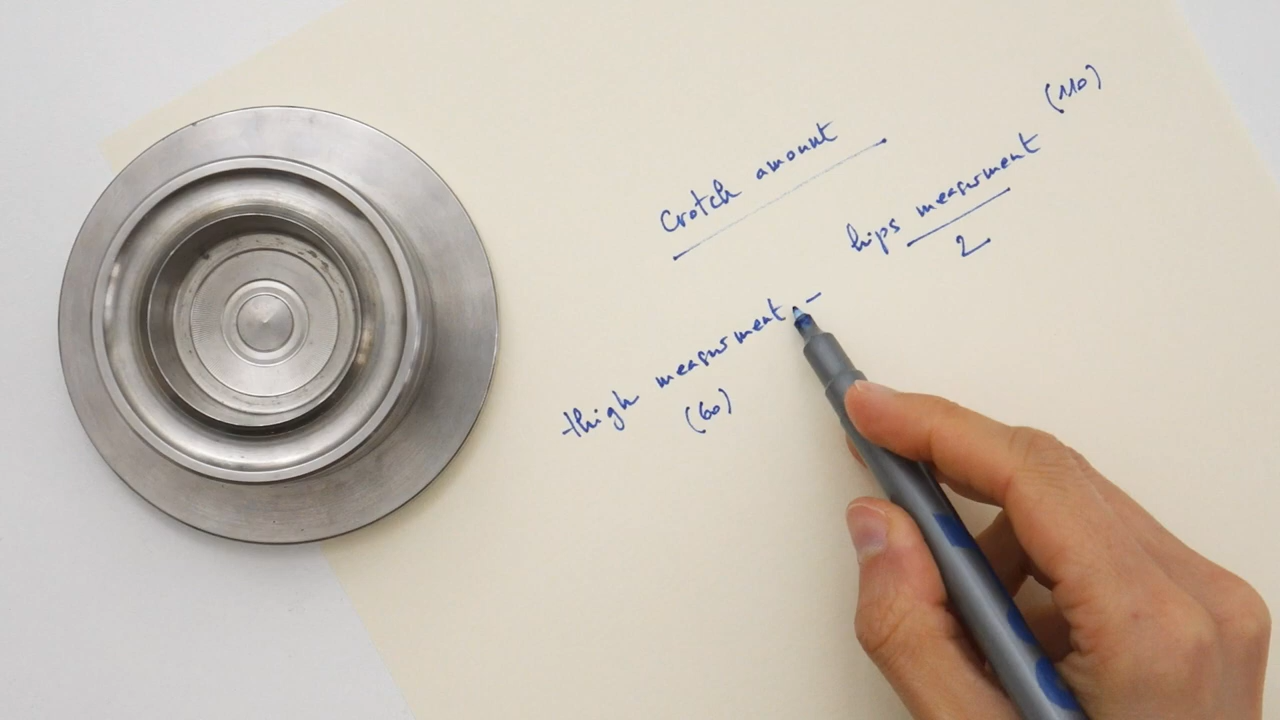 Crotch amount
(110)
thigh measurment - hips measurment
2
(60)